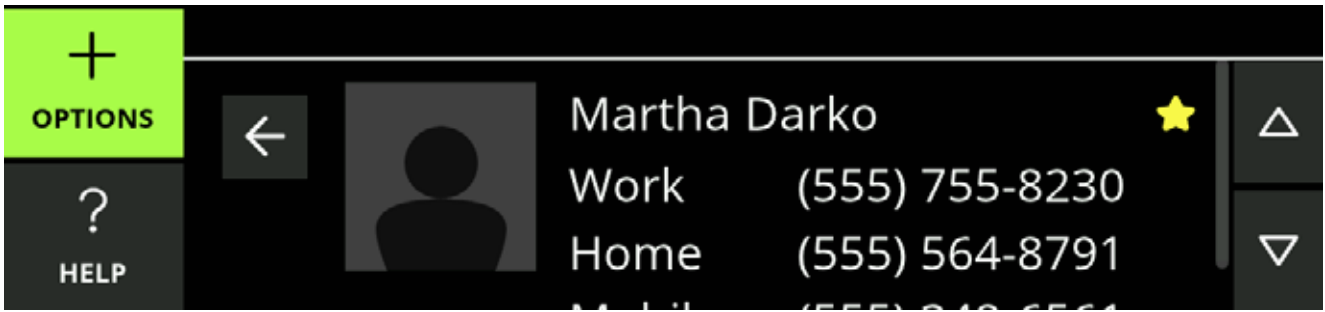 OPTIONS
HELP
Martha Darko
Work (555) 755-8230
Home (555) 564-8791